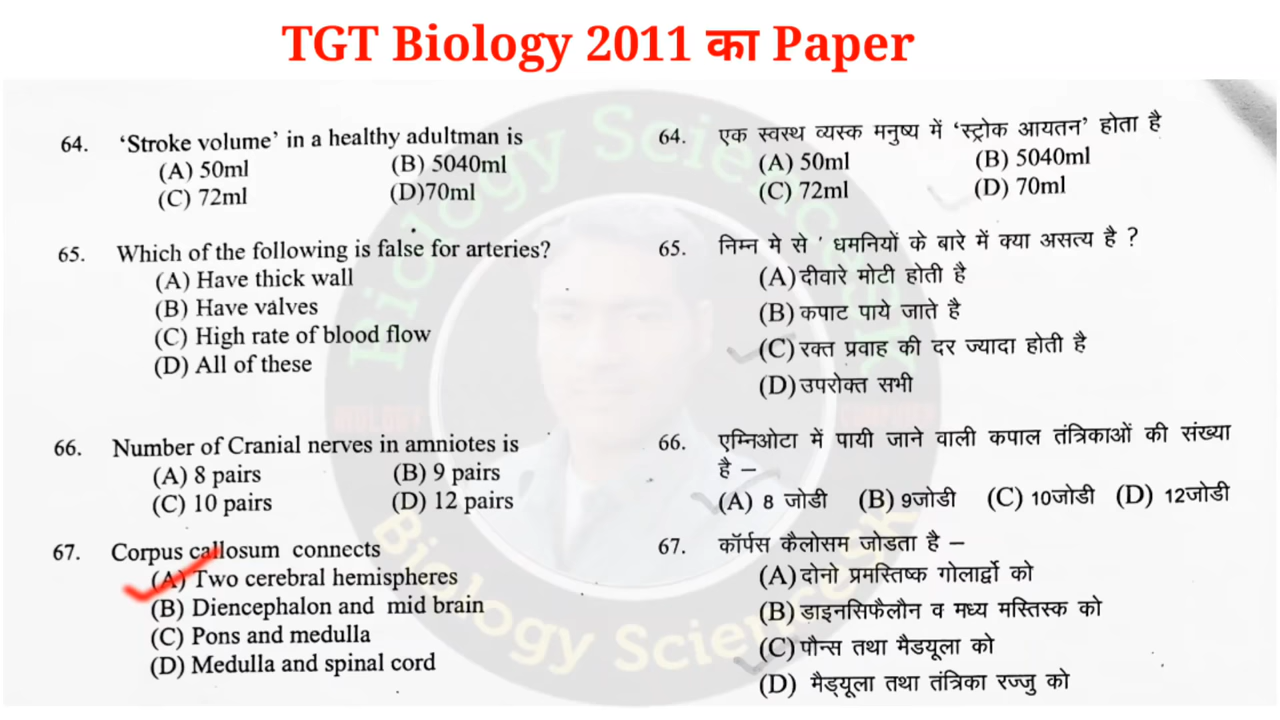 TGT Biology 2011 का Paper
64. ‘Stroke volume’ in a healthy adultman is
(A) 50ml (B) 5040ml
(C) 72ml (D)70ml
65. Which of the following is false for arteries?
(A) Have thick wall
(B) Have valves
(C) High rate of blood flow
(D) All of these
66. Number of Cranial nerves in amniotes is
(A) 8 pairs (B) 9 pairs
(C) 10 pairs (D) 12 pairs
67. Corpus callosum connects
(A) Two cerebral hemispheres
(B) Diencephalon and mid brain
(C) Pons and medulla
(D) Medulla and spinal cord
64. एक स्वस्थ व्यस्क मनुष्य में ‘स्ट्रोक आयतन’ होता है
(A) 50ml (B) 5040ml
(C) 72ml (D) 70ml
65. निम्न मे से ' धमनियों के बारे में क्या असत्य है ?
(A) दीवारे मोटी होती है
(B) कपाट पाये जाते है
(C) रक्त प्रवाह की दर ज्यादा होती है
(D) उपरोक्त सभी
66. एम्निओटा में पायी जाने वाली कपाल तंत्रिकाओं की संख्या
है –
(A) 8 जोडी (B) 9जोडी (C) 10जोडी (D) 12जोडी
67. कॉर्पस कैलोसम जोडता है –
(A) दोनो प्रमस्तिष्क गोलार्द्वो को
(B) डाइनसिफैलौन व मध्य मस्तिस्क को
(C) पौन्स तथा मैडयूला को
(D) मैड्यूला तथा तंत्रिका रज्जु को
Biology Science
Biology Science